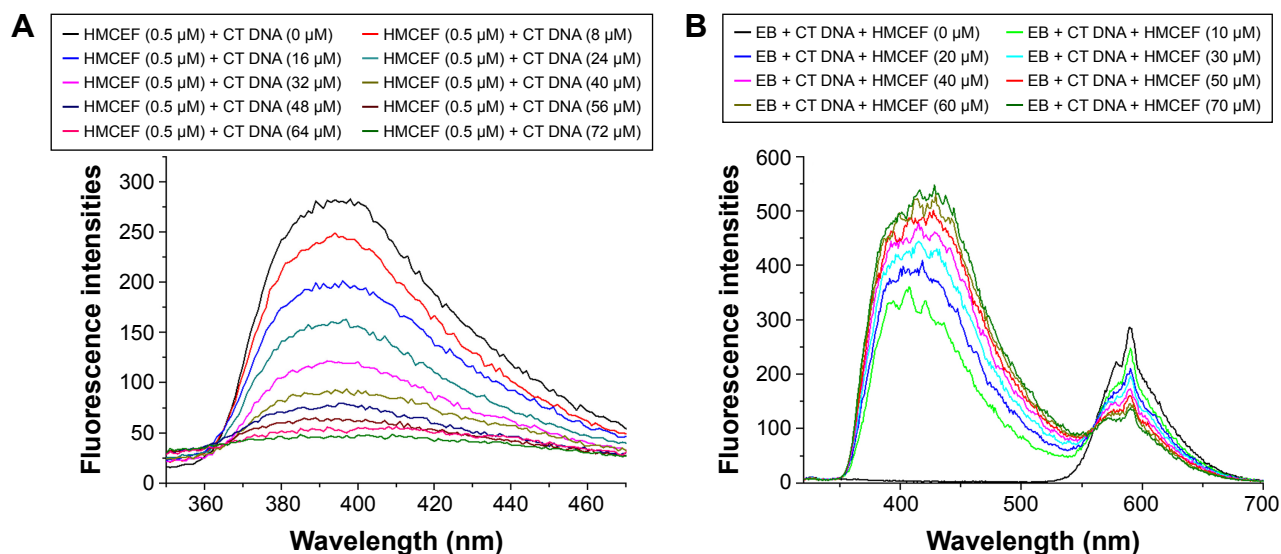 A
HMCEF (0.5 µM) + CT DNA (0 µM) HMCEF (0.5 µM) + CT DNA (8 µM)
HMCEF (0.5 µM) + CT DNA (16 µM) HMCEF (0.5 µM) + CT DNA (24 µM)
HMCEF (0.5 µM) + CT DNA (32 µM) HMCEF (0.5 µM) + CT DNA (40 µM)
HMCEF (0.5 µM) + CT DNA (48 µM) HMCEF (0.5 µM) + CT DNA (56 µM)
HMCEF (0.5 µM) + CT DNA (64 µM) HMCEF (0.5 µM) + CT DNA (72 µM)
Fluorescence intensities
300
250
200
150
100
50
0
360 380 400 420 440 460
Wavelength (nm)
B
EB + CT DNA + HMCEF (0 µM) EB + CT DNA + HMCEF (10 µM)
EB + CT DNA + HMCEF (20 µM) EB + CT DNA + HMCEF (30 µM)
EB + CT DNA + HMCEF (40 µM) EB + CT DNA + HMCEF (50 µM)
EB + CT DNA + HMCEF (60 µM) EB + CT DNA + HMCEF (70 µM)
Fluorescence intensities
600
500
400
300
200
100
0
400 500 600 700
Wavelength (nm)